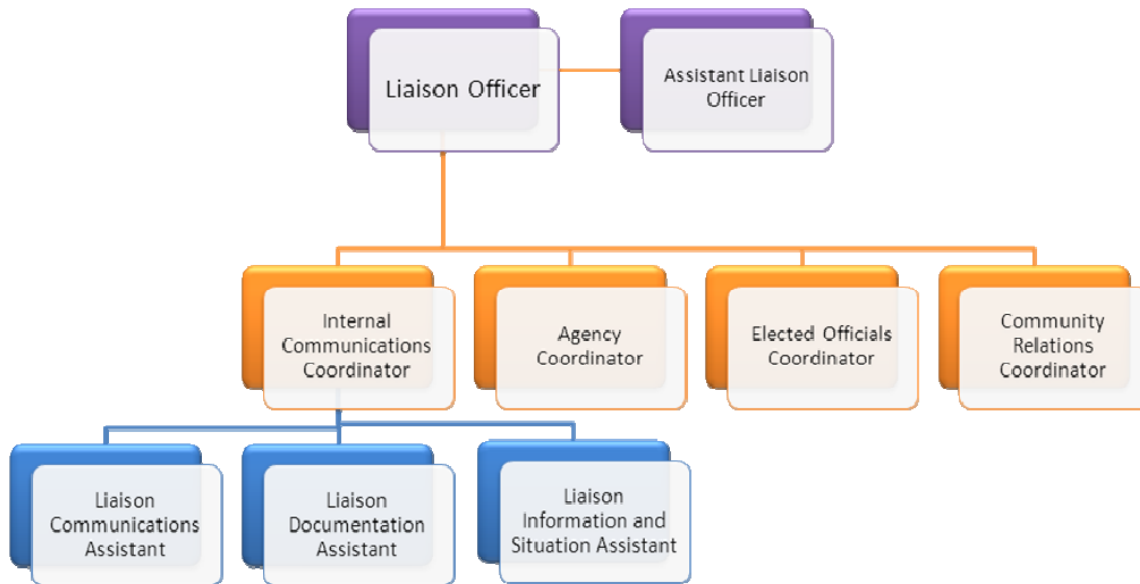 Liaison Officer
Assistant Liaison
Officer
Internal
Communications
Coordinator
Agency
Coordinator
Elected Officials
Coordinator
Community
Relations
Coordinator
Liaison
Communications
Assistant
Liaison
Documentation
Assistant
Liaison
Information and
Situation Assistant